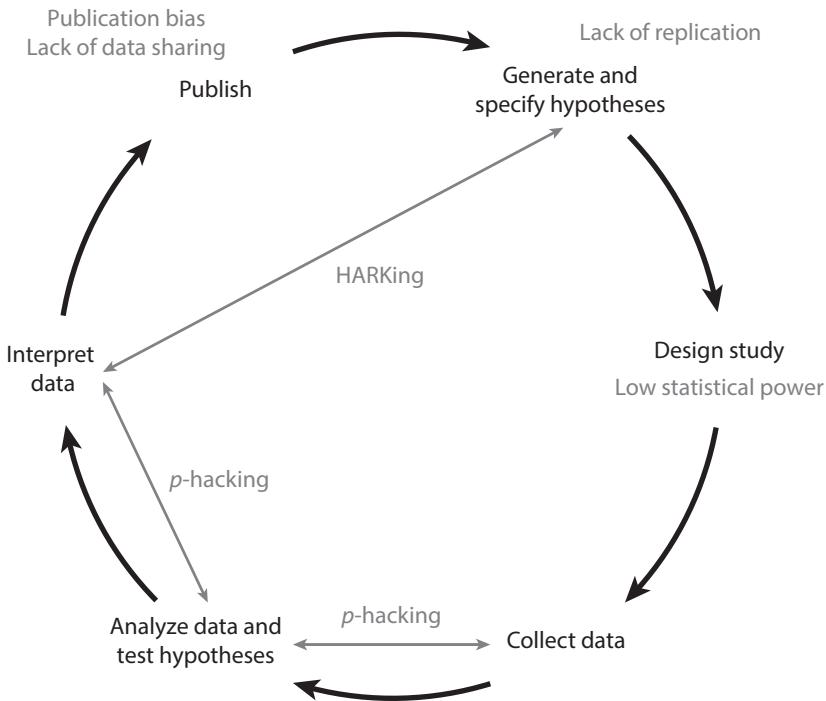 Publication bias
Lack of data sharing
Publish
Lack of replication
Generate and
specify hypotheses
HARKing
Interpret
data
Design study
Low statistical power
p-hacking
Analyze data and
test hypotheses
p-hacking
Collect data